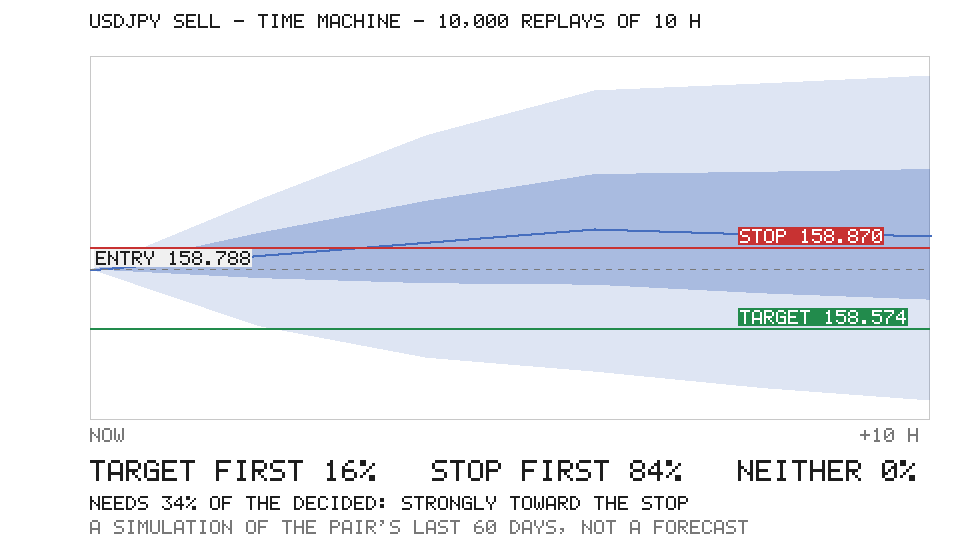 USDJPY SELL - TIME MACHINE - 10,000 REPLAYS OF 10 H
STOP 158.870
ENTRY 158.788
TARGET 158.574
NOW +10 H
TARGET FIRST 16% STOP FIRST 84% NEITHER 0%
NEEDS 34% OF THE DECIDED: STRONGLY TOWARD THE STOP
A SIMULATION OF THE PAIR'S LAST 60 DAYS, NOT A FORECAST